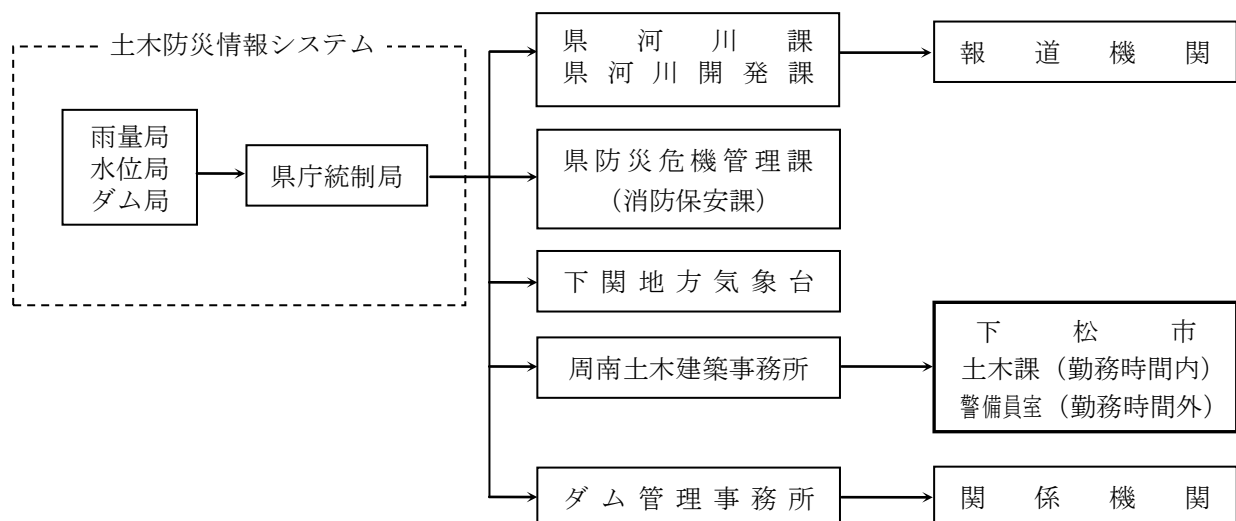 土木防災情報システム
雨量局
水位局
ダム局
県庁統制局
県河川課
県河川開発課
報道機関
県防災危機管理課
（消防保安課）
下関地方気象台
周南土木建築事務所
下松市
土木課（勤務時間内）
警備員室（勤務時間外）
ダム管理事務所
関係機関